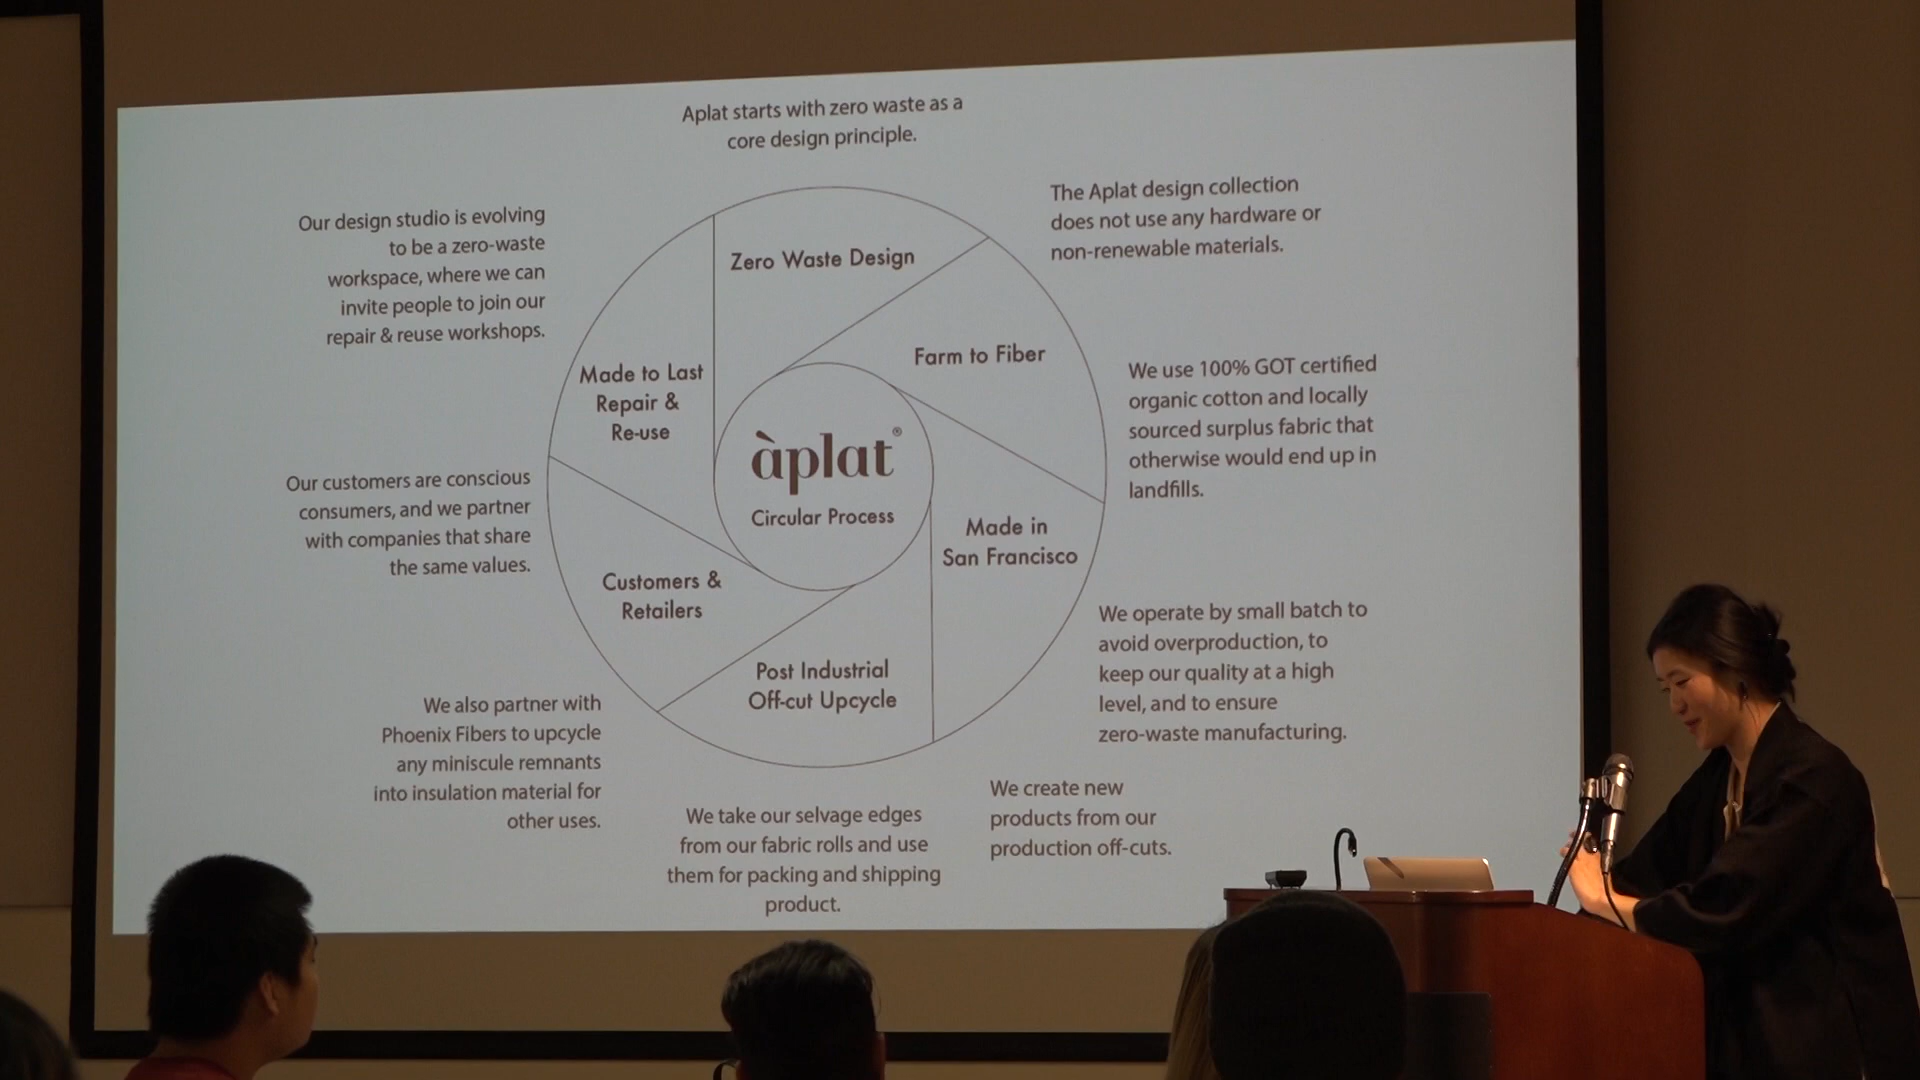 Aplat starts with zero waste as a
core design principle.
The Aplat design collection
does not use any hardware or
non-renewable materials.
Our design studio is evolving
to be a zero-waste
workspace, where we can
invite people to join our
repair & reuse workshops.
Zero Waste Design
Farm to Fiber
We use 100% GOT certified
organic cotton and locally
sourced surplus fabric that
otherwise would end up in
landfills.
Made to Last
Repair &
Re-use
àplat®
Circular Process
Made in
San Francisco
Our customers are conscious
consumers, and we partner
with companies that share
the same values.
Customers &
Retailers
We operate by small batch to
avoid overproduction, to
keep our quality at a high
level, and to ensure
zero-waste manufacturing.
Post Industrial
Off-cut Upcycle
We also partner with
Phoenix Fibers to upcycle
any miniscule remnants
into insulation material for
other uses.
We take our selvage edges
from our fabric rolls and use
them for packing and shipping
product.
We create new
products from our
production off-cuts.